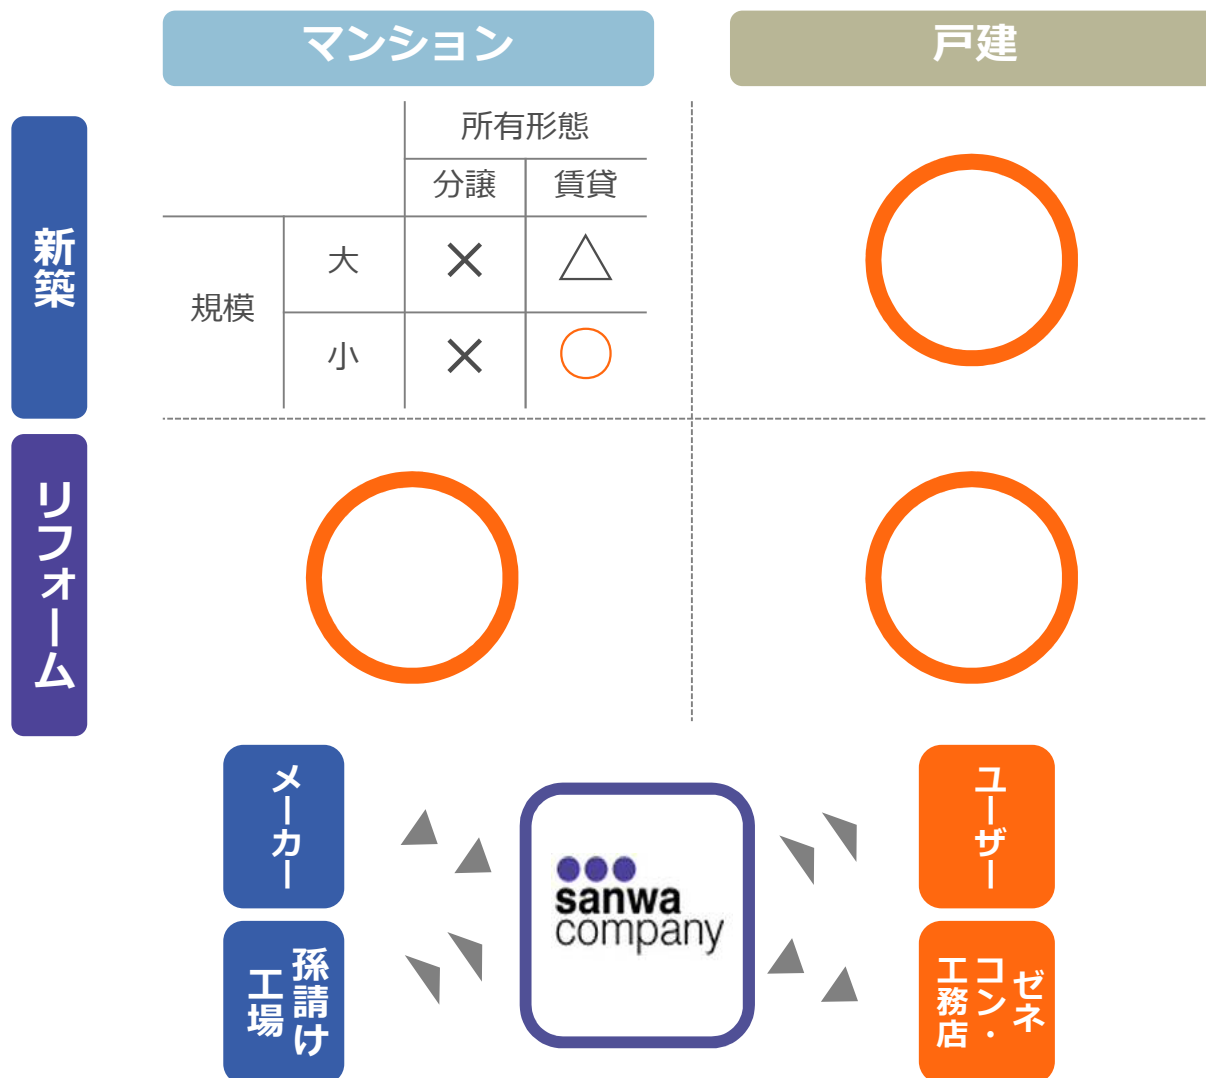 マンション
戸建
新築
所有形態
分譲
賃貸
規模
大
×
△
小
×
○
リフォーム
メーカー
ユーザー
sanwa
company
孫請け
工場
ゼネ
コン・
工務店